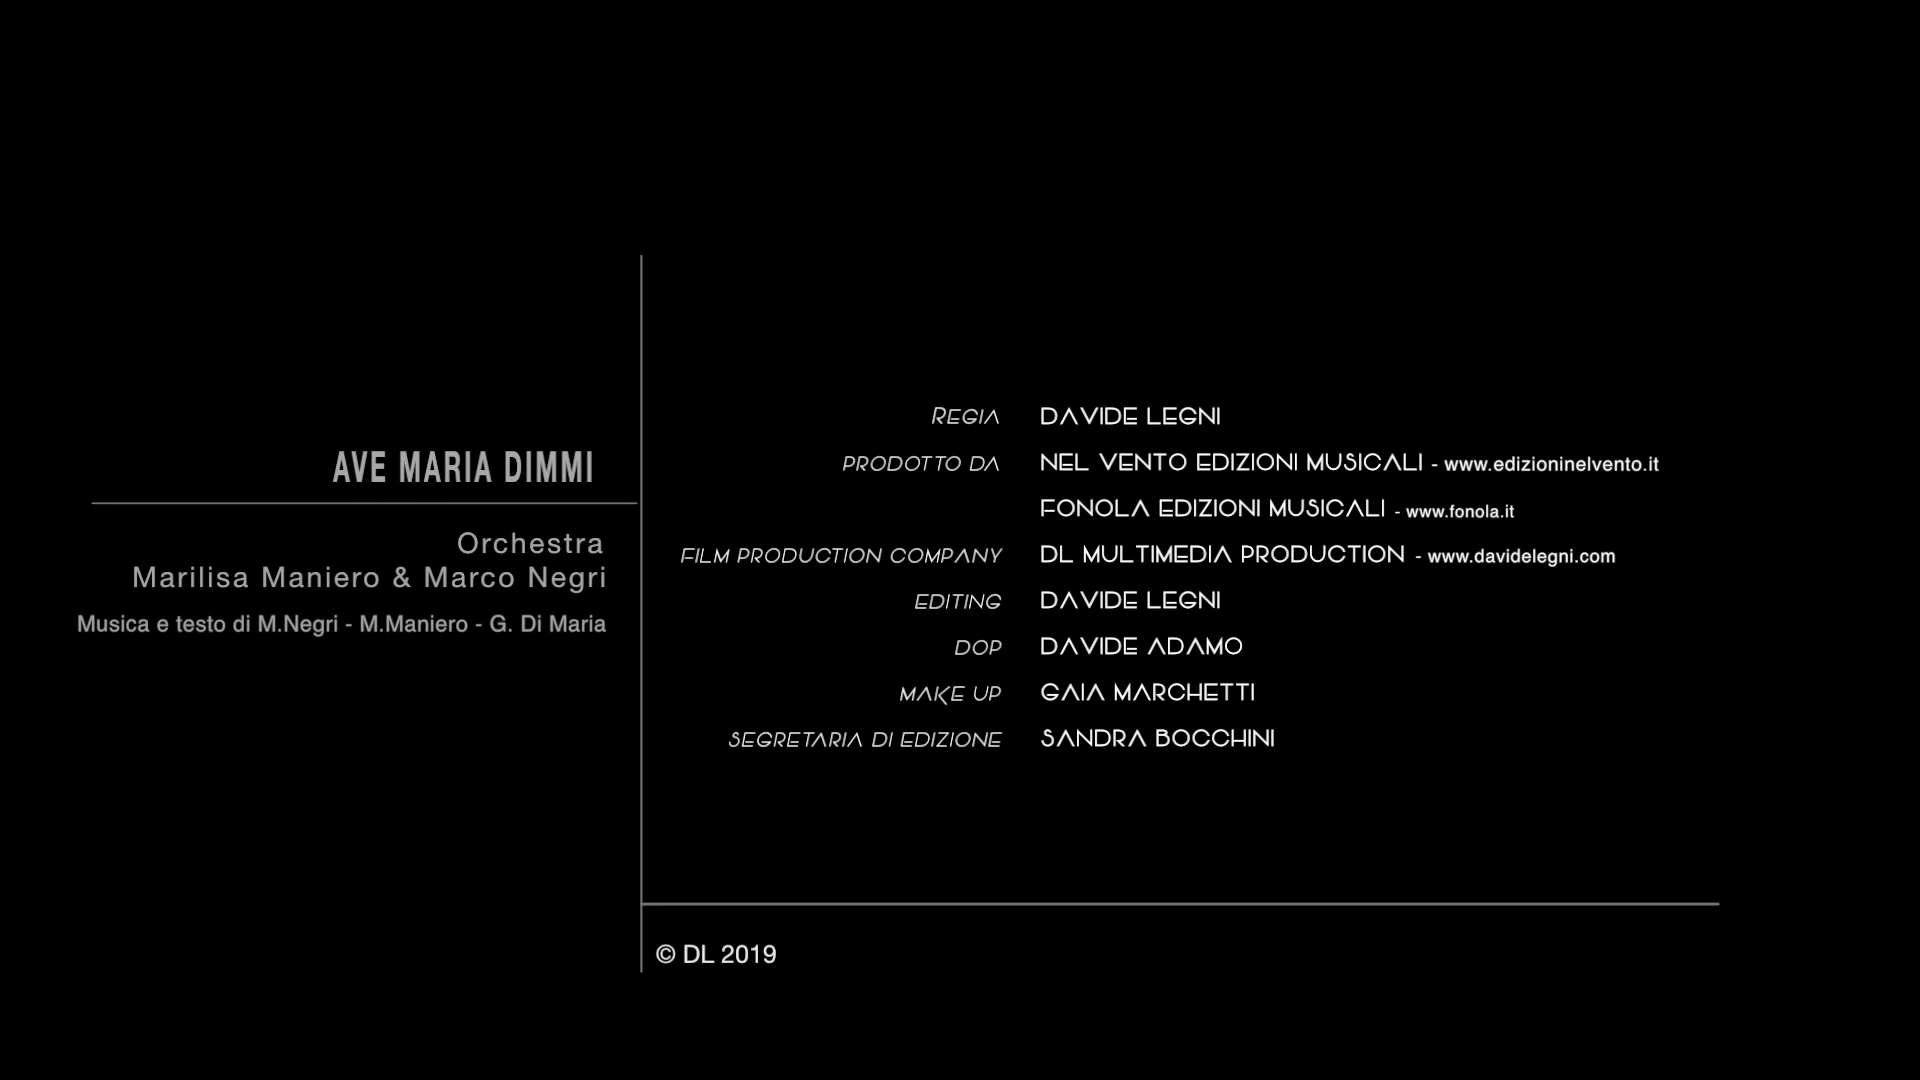 AVE MARIA DIMMI
Orchestra
Marilisa Maniero & Marco Negri
Musica e testo di M.Negri - M.Maniero - G. Di Maria
REGIA DAVIDE LEGNI
PRODOTTO DA NEL VENTO EDIZIONI MUSICALI - www.edizioninelvento.it
FONOLA EDIZIONI MUSICALI - www.fonola.it
FILM PRODUCTION COMPANY DL MULTIMEDIA PRODUCTION - www.davidelegni.com
EDITING DAVIDE LEGNI
DOP DAVIDE ADAMO
MAKE UP GAIA MARCHETTI
SEGRETARIA DI EDIZIONE SANDRA BOCCHINI
© DL 2019